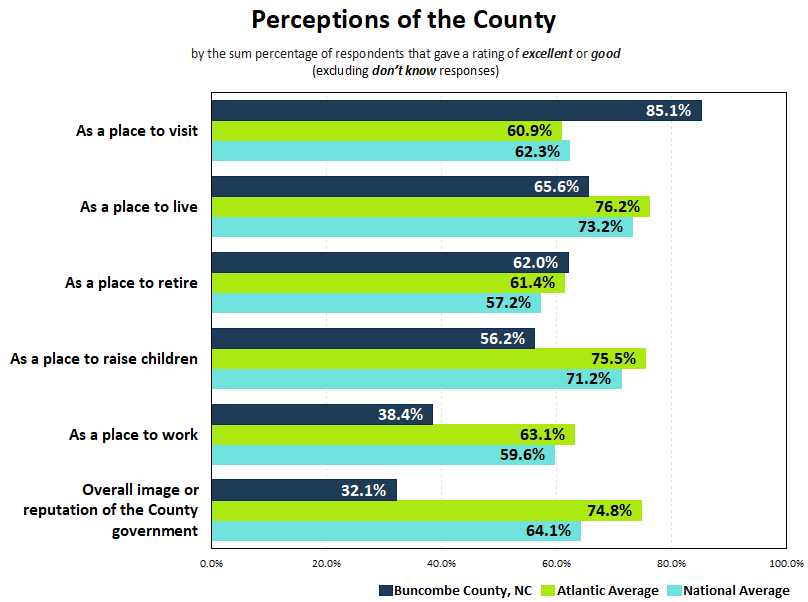 Perceptions of the County
by the sum percentage of respondents that gave a rating of excellent or good
(excluding don't know responses)
As a place to visit
85.1%
60.9%
62.3%
As a place to live
65.6%
76.2%
73.2%
As a place to retire
62.0%
61.4%
57.2%
As a place to raise children
56.2%
75.5%
71.2%
As a place to work
38.4%
63.1%
59.6%
Overall image or
reputation of the County
government
32.1%
74.8%
64.1%
0.0% 20.0% 40.0% 60.0% 80.0% 100.0%
Buncombe County, NC Atlantic Average National Average